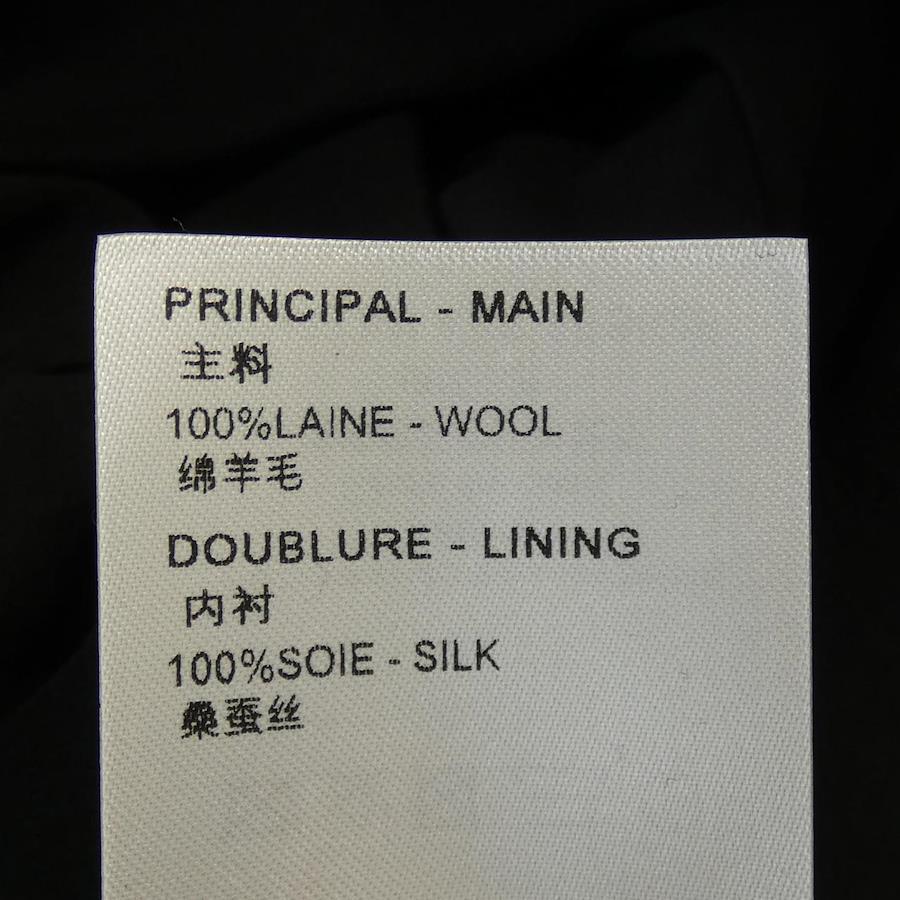 PRINCIPAL - MAIN
主料
100%LAINE - WOOL
绵羊毛
DOUBLURE - LINING
内衬
100%SOIE - SILK
桑蚕丝